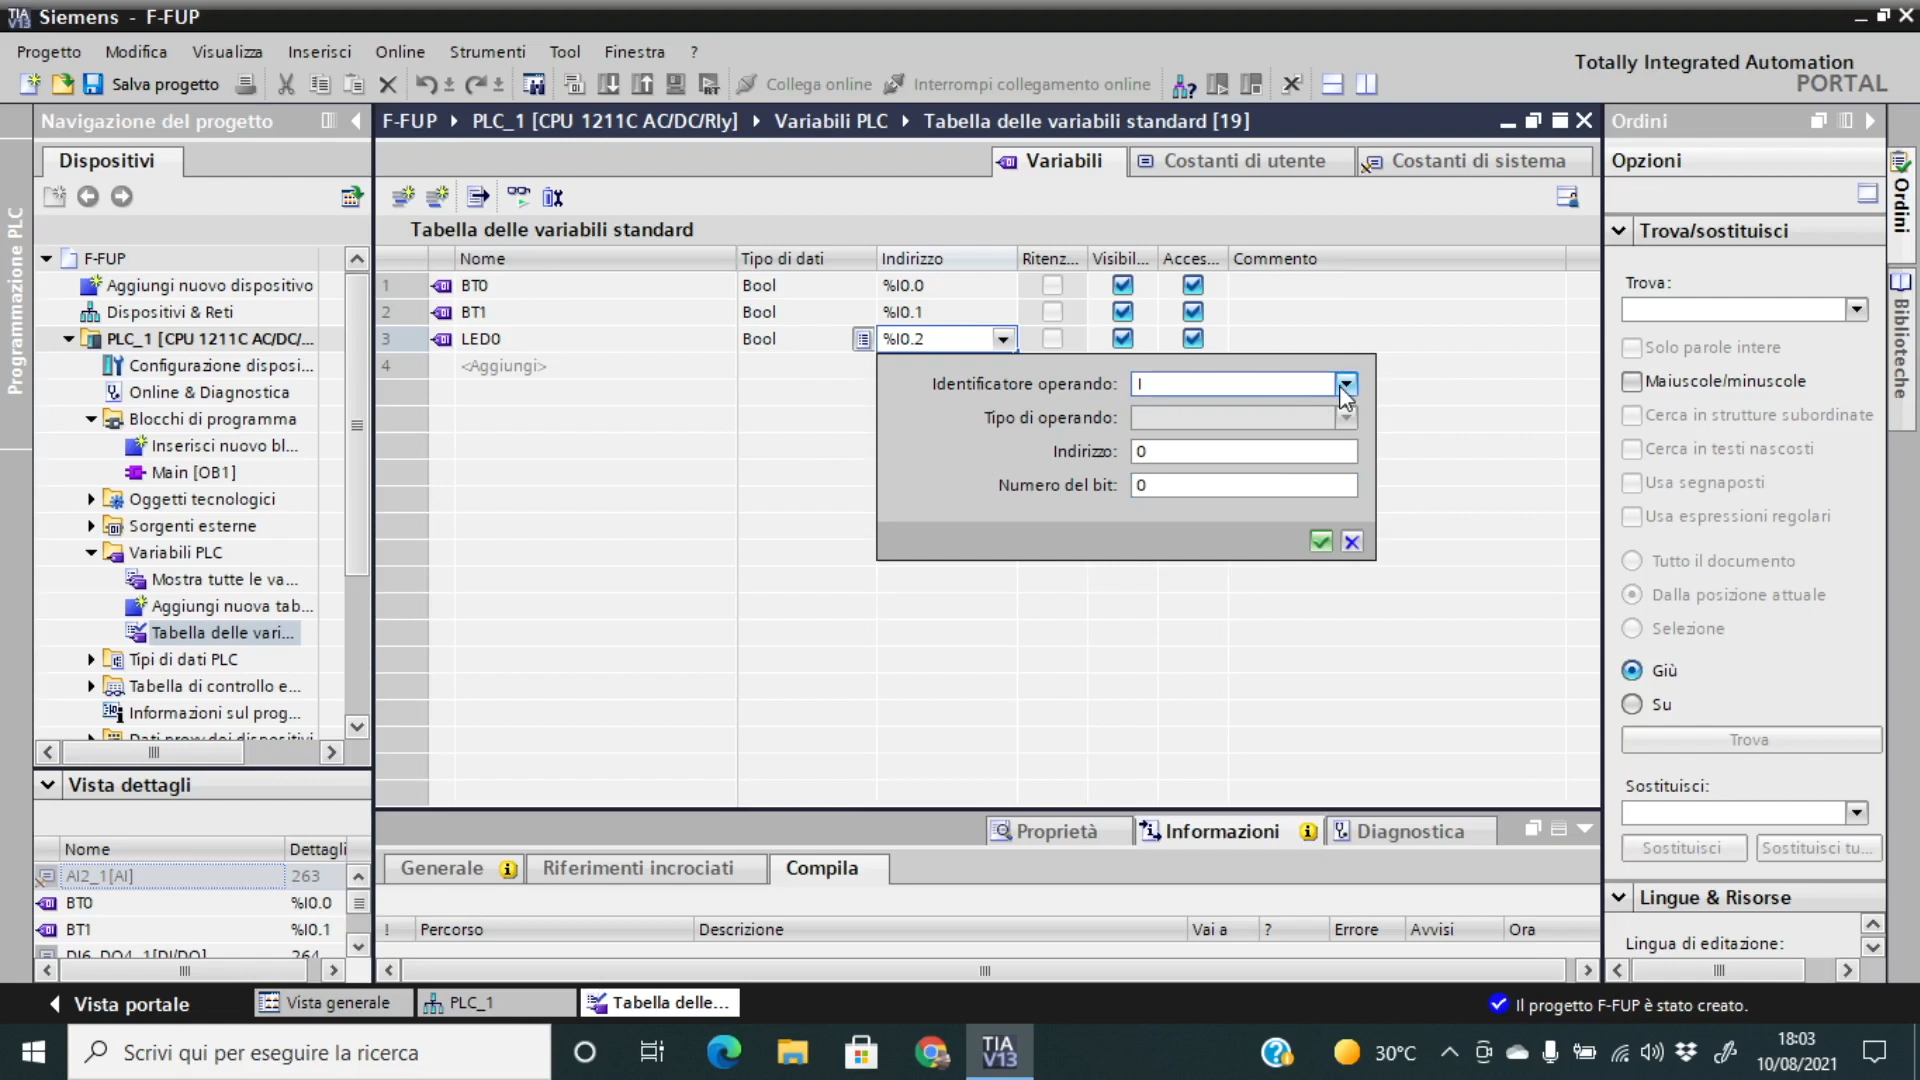 Siemens - F-FUP
Progetto Modifica Visualizza Inserisci Online Strumenti Tool Finestra ?
Totally Integrated Automation
PORTAL
Salva progetto Collega online Interrompi collegamento online
Navigazione del progetto
F-FUP PLC_1 [CPU 1211C AC/DC/Rly] Variabili PLC Tabella delle variabili standard [19]
Ordini
Dispositivi
Variabili Costanti di utente Costanti di sistema
Opzioni
Programmazione PLC
Ordini
Biblioteche
Tabella delle variabili standard
Trova/sostituisci
Nome Tipo di dati Indirizzo Ritenz... Visibil... Acces... Commento
1 BT0 Bool %I0.0
2 BT1 Bool %I0.1
3 LED0 Bool %I0.2
4 <Aggiungi>
Identificatore operando: I
Tipo di operando:
Indirizzo: 0
Numero del bit: 0
F-FUP
Aggiungi nuovo dispositivo
Dispositivi & Reti
PLC_1 [CPU 1211C AC/DC/...
Configurazione disposi...
Online & Diagnostica
Blocchi di programma
Inserisci nuovo bl...
Main [OB1]
Oggetti tecnologici
Sorgenti esterne
Variabili PLC
Mostra tutte le va...
Aggiungi nuova tab...
Tabella delle vari...
Tipi di dati PLC
Tabella di controllo e...
Informazioni sul prog...
Dati proxy dei dispositivi
Trova:
Solo parole intere
Maiuscole/minuscole
Cerca in strutture subordinate
Cerca in testi nascosti
Usa segnaposti
Usa espressioni regolari
Tutto il documento
Dalla posizione attuale
Selezione
Giù
Su
Trova
Sostituisci:
Sostituisci Sostituisci tu...
Lingue & Risorse
Lingua di editazione:
Vista dettagli
Nome Dettagli
AI2_1[AI] 263
BT0 %I0.0
BT1 %I0.1
DI6_DO4_1[DI/DO] 264
Proprietà Informazioni Diagnostica
Generale Riferimenti incrociati Compila
! Percorso Descrizione Vai a ? Errore Avvisi Ora
Vista portale Vista generale PLC_1 Tabella delle... Il progetto F-FUP è stato creato.
Scrivi qui per eseguire la ricerca
TIA
V13
30°C
18:03
10/08/2021